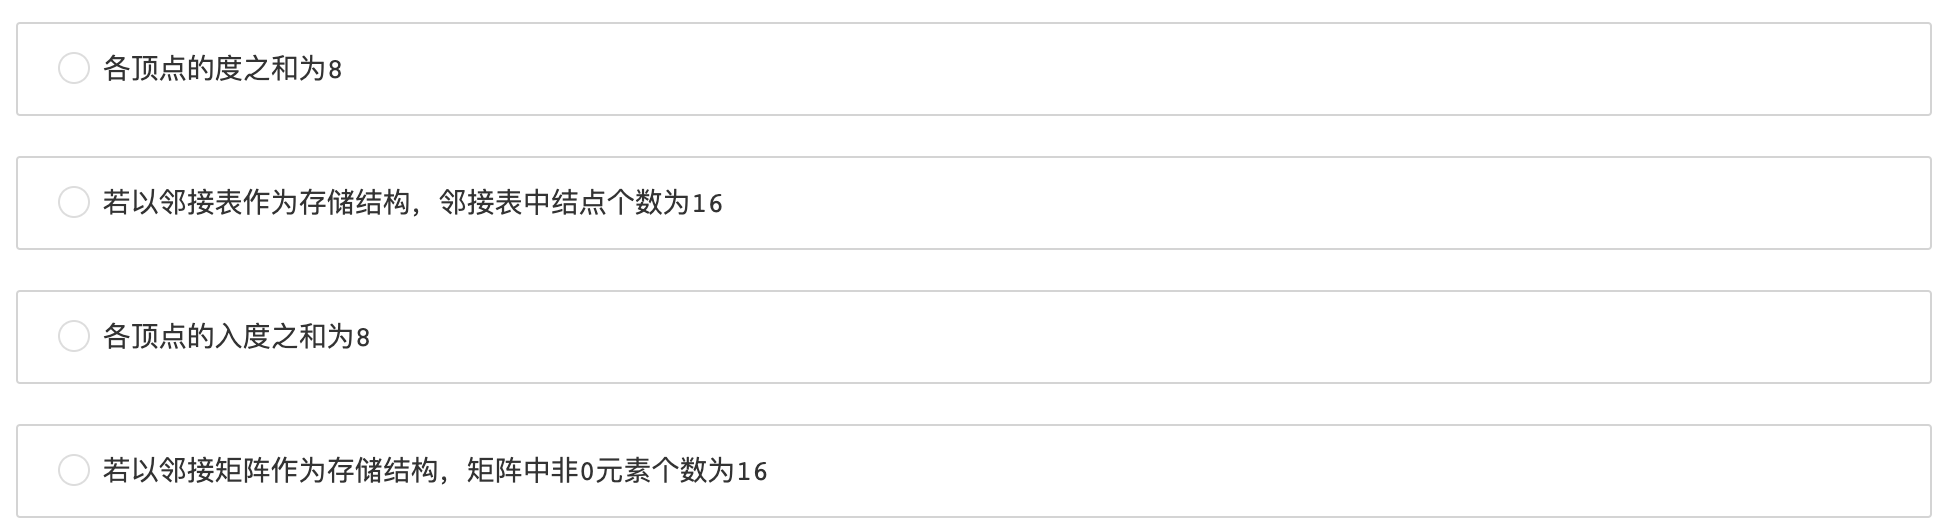 各顶点的度之和为8
若以邻接表作为存储结构，邻接表中结点个数为16
各顶点的入度之和为8
若以邻接矩阵作为存储结构，矩阵中非0元素个数为16